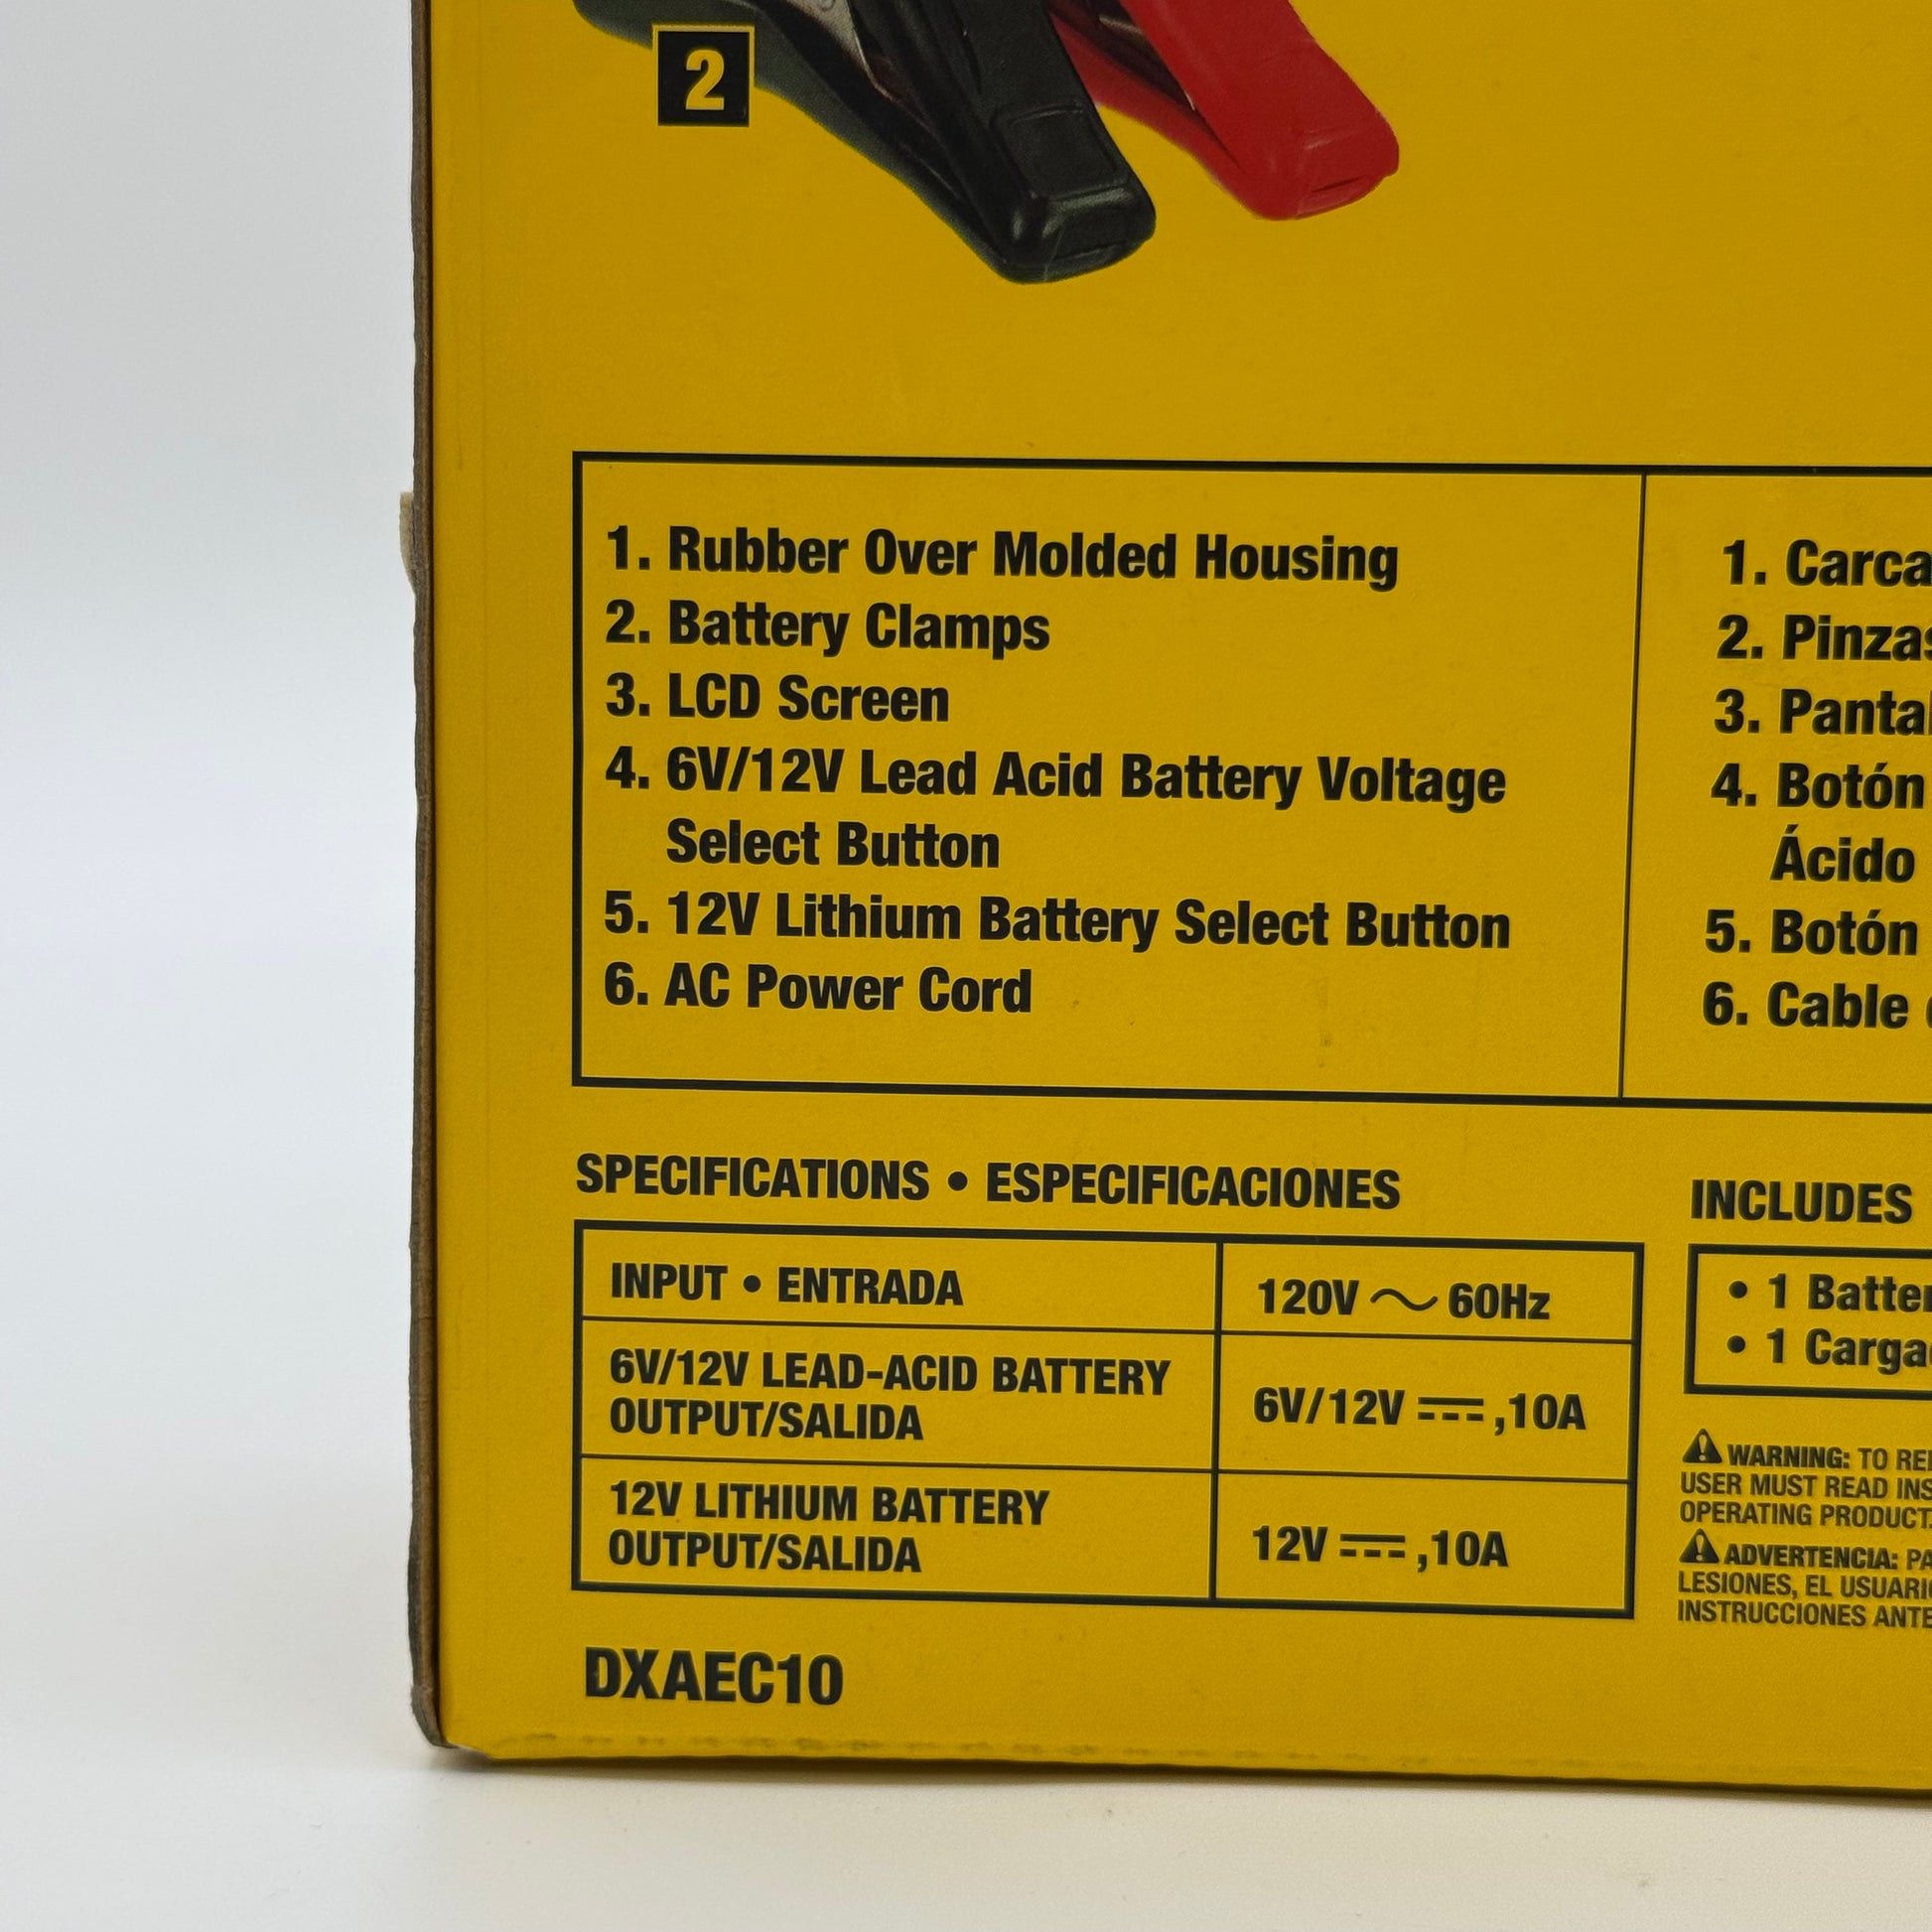 2
1. Rubber Over Molded Housing
2. Battery Clamps
3. LCD Screen
4. 6V/12V Lead Acid Battery Voltage
Select Button
5. 12V Lithium Battery Select Button
6. AC Power Cord
1.
2.
3.
4. Botón
Ácido
5. Botón
6. Cable
SPECIFICATIONS • ESPECIFICACIONES
INPUT • ENTRADA
120V ~ 60Hz
6V/12V LEAD-ACID BATTERY
OUTPUT/SALIDA
6V/12V ⎓ ,10A
12V LITHIUM BATTERY
OUTPUT/SALIDA
12V ⎓ ,10A
DXAEC10
INCLUDES
• 1
• 1
⚠ WARNING: TO
USER MUST READ
OPERATING PRODUCT.
⚠ ADVERTENCIA:
LESIONES, EL
INSTRUCCIONES